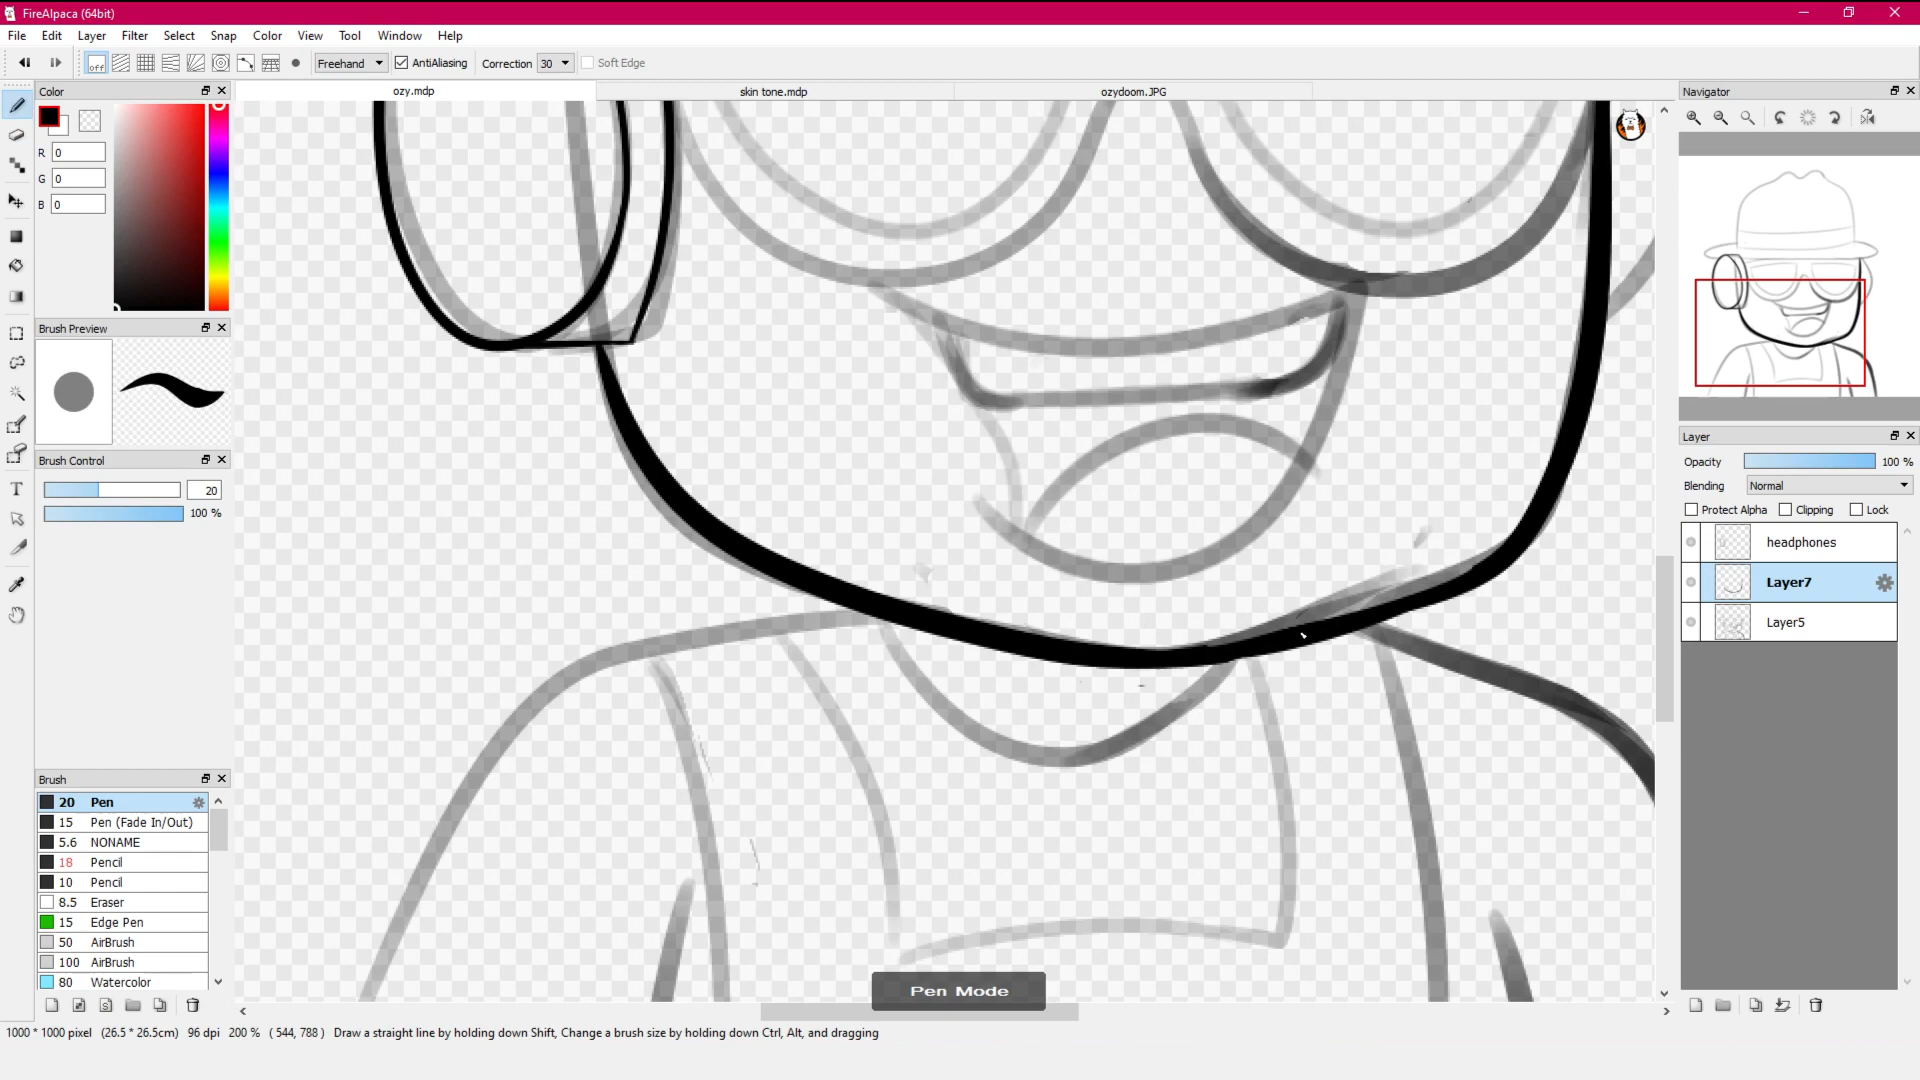 FireAlpaca (64bit)
File Edit Layer Filter Select Snap Color View Tool Window Help
off Freehand AntiAliasing Correction 30 Soft Edge
Color ozy.mdp skin tone.mdp ozydoom.JPG Navigator
R 0
G 0
B 0
Brush Preview
Brush Control
20
100 %
Layer
Opacity 100 %
Blending Normal
Protect Alpha Clipping Lock
headphones
Layer7
Layer5
Brush
20 Pen
15 Pen (Fade In/Out)
5.6 NONAME
18 Pencil
10 Pencil
8.5 Eraser
15 Edge Pen
50 AirBrush
100 AirBrush
80 Watercolor
Pen Mode
1000 * 1000 pixel (26.5 * 26.5cm) 96 dpi 200 % ( 544, 788 ) Draw a straight line by holding down Shift, Change a brush size by holding down Ctrl, Alt, and dragging
T
S